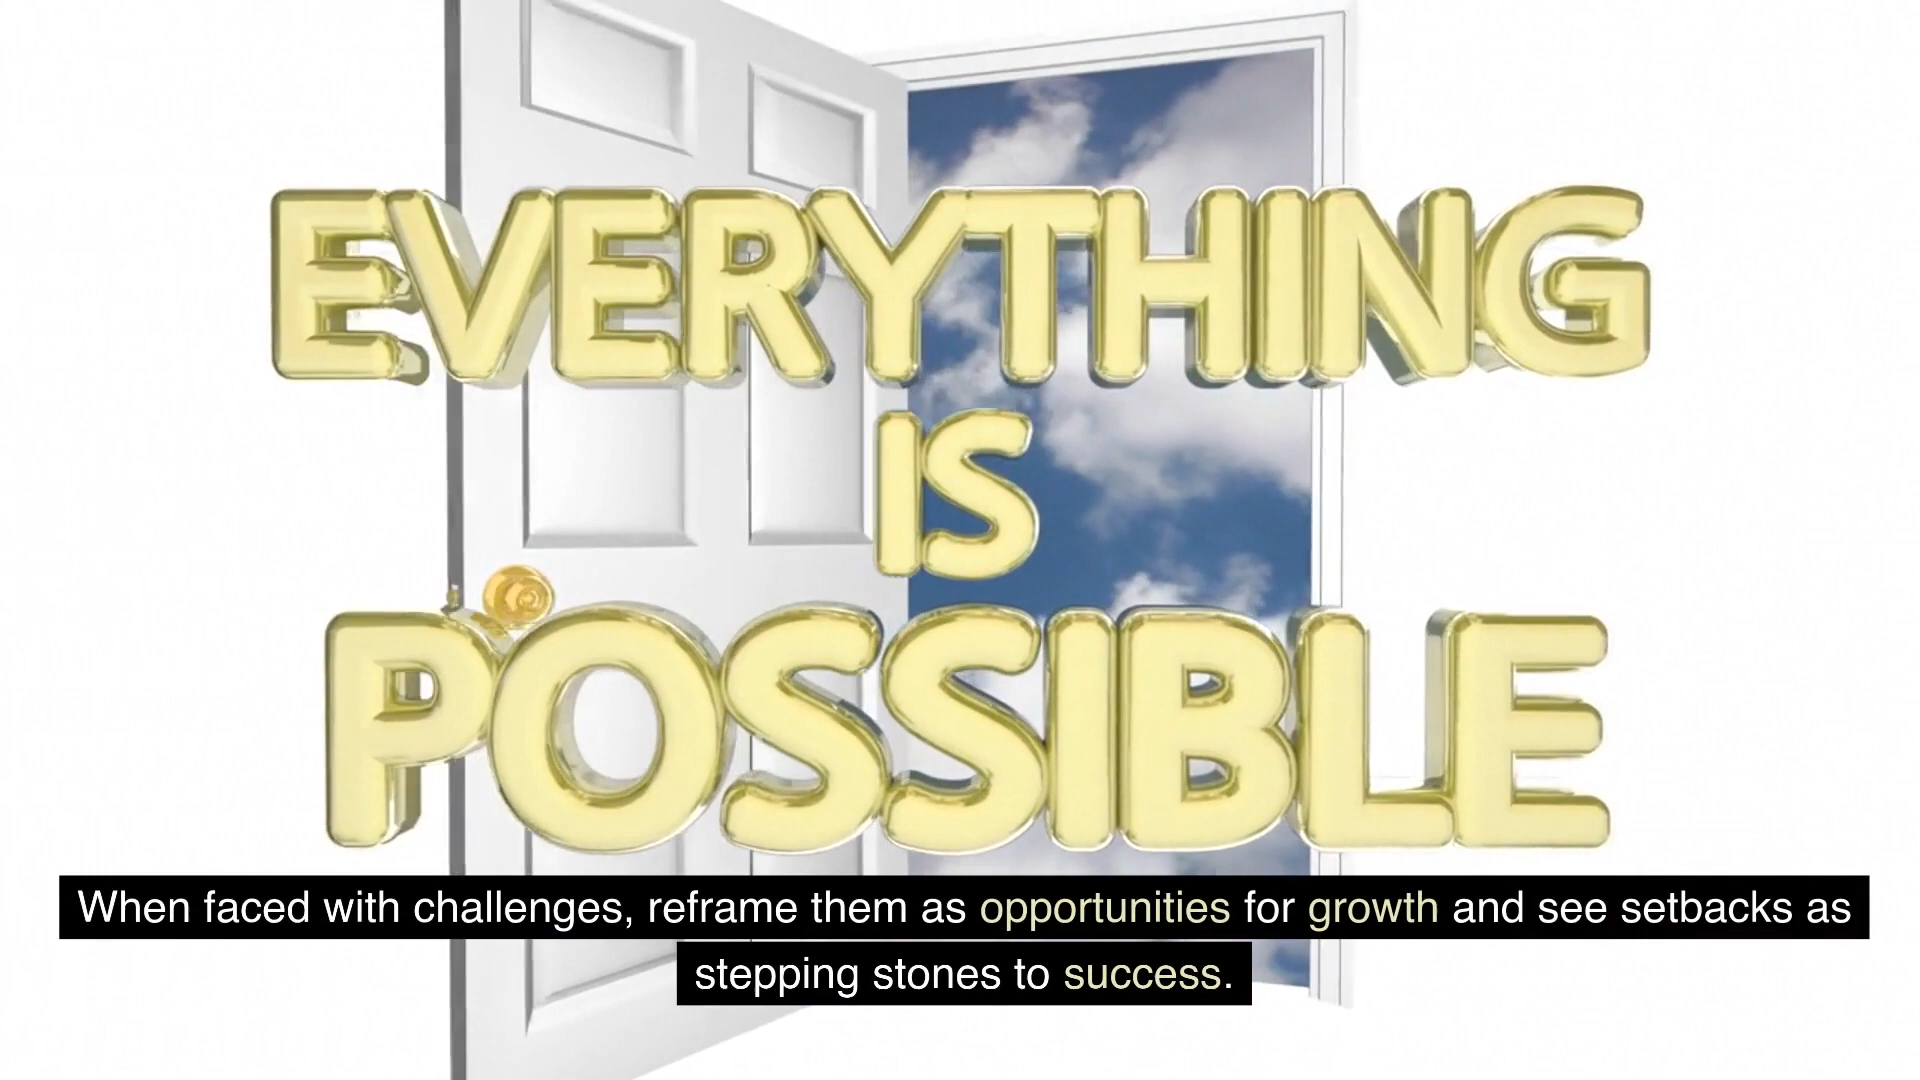 EVERYTHING
IS
POSSIBLE
When faced with challenges, reframe them as opportunities for growth and see setbacks as
stepping stones to success.